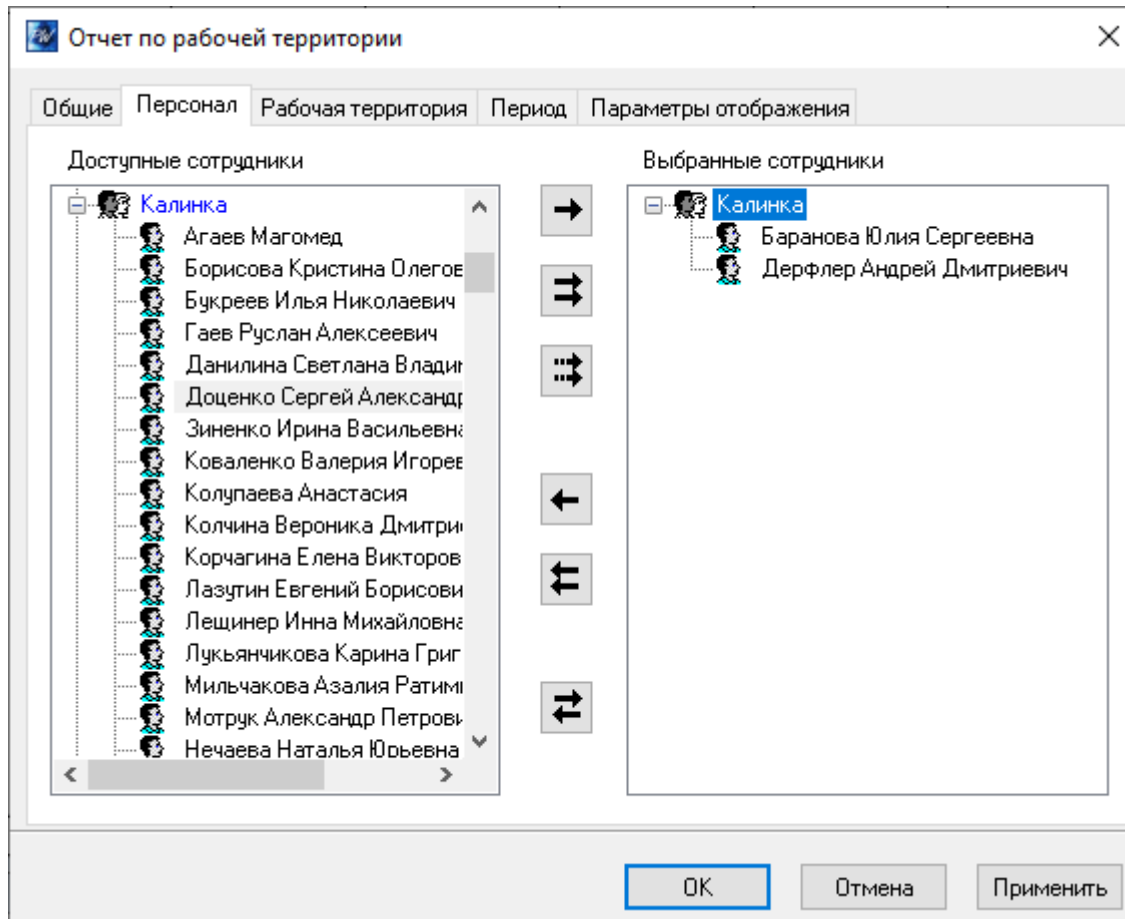 Отчет по рабочей территории
Общие Персонал Рабочая территория Период Параметры отображения
Доступные сотрудники
Калинка
Агаев Магомед
Борисова Кристина Олегов
Букреев Илья Николаевич
Гаев Руслан Алексеевич
Данилина Светлана Влади
Доценко Сергей Александр
Зиненко Ирина Васильевна
Коваленко Валерия Игорев
Колупаева Анастасия
Колчина Вероника Дмитри
Корчагина Елена Викторов
Лазутин Евгений Борисови
Лещинер Инна Михайловна
Лукьянчикова Карина Григ
Мильчакова Азалия Ратими
Мотрук Александр Петрови
Нечаева Наталья Юрьевна
Выбранные сотрудники
Калинка
Баранова Юлия Сергеевна
Дерфлер Андрей Дмитриевич
OK Отмена Применить